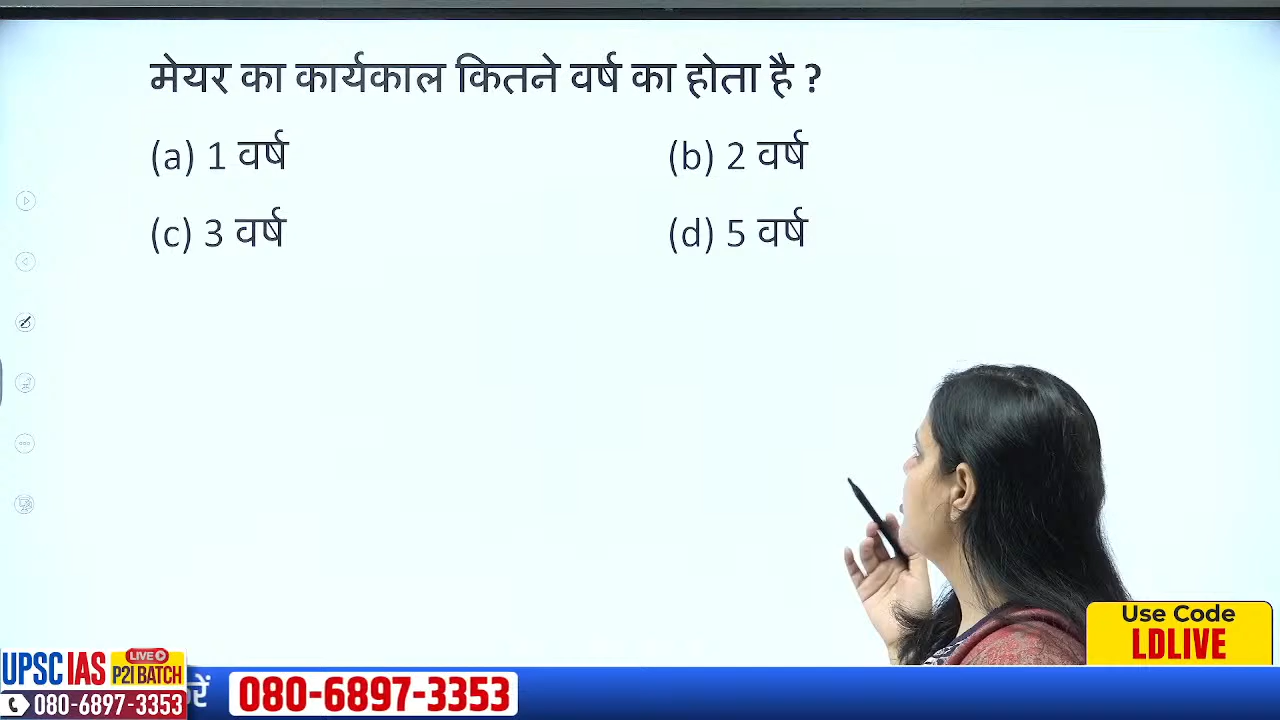 मेयर का कार्यकाल कितने वर्ष का होता है ?
(a) 1 वर्ष
(b) 2 वर्ष
(c) 3 वर्ष
(d) 5 वर्ष
Use Code
LDLIVE
UPSC IAS
LIVE
P2I BATCH
080-6897-3353
रें
080-6897-3353